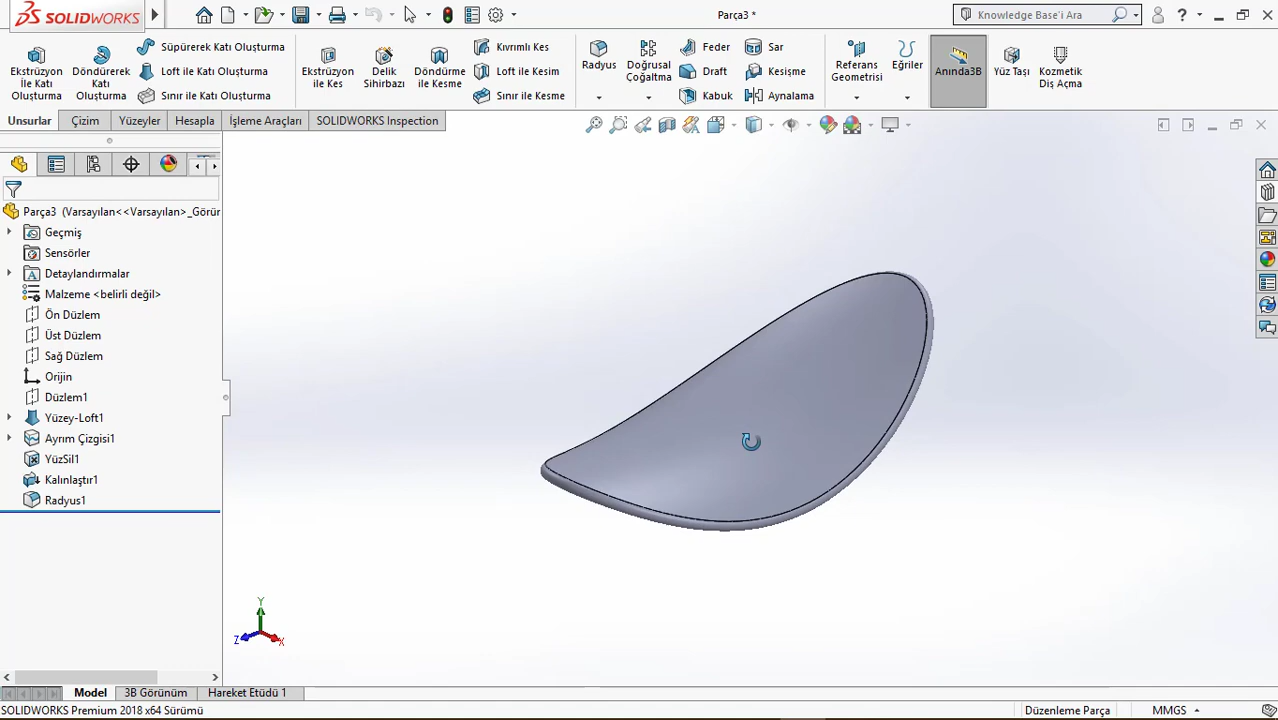 SOLIDWORKS
Parça3 *
Knowledge Base'i Ara
Ekstrüzyon
İle Katı
Oluşturma
Döndürerek
Katı
Oluşturma
Süpürerek Katı Oluşturma
Loft ile Katı Oluşturma
Sınır ile Katı Oluşturma
Ekstrüzyon
ile Kes
Delik
Sihirbazı
Döndürme
ile Kesme
Kıvrımlı Kes
Loft ile Kesim
Sınır ile Kesme
Radyus
Doğrusal
Çoğaltma
Feder
Draft
Kabuk
Sar
Kesişme
Aynalama
Referans
Geometrisi
Eğriler
Anında3B
Yüz Taşı
Kozmetik
Diş Açma
Unsurlar
Çizim
Yüzeyler
Hesapla
İşleme Araçları
SOLIDWORKS Inspection
Parça3 (Varsayılan<<Varsayılan>_Görür
Geçmiş
Sensörler
Detaylandırmalar
Malzeme <belirli değil>
Ön Düzlem
Üst Düzlem
Sağ Düzlem
Orijin
Düzlem1
Yüzey-Loft1
Ayrım Çizgisi1
YüzSil1
Kalınlaştır1
Radyus1
Y
Z
X
Model
3B Görünüm
Hareket Etüdü 1
SOLIDWORKS Premium 2018 x64 Sürümü
Düzenleme Parça
MMGS